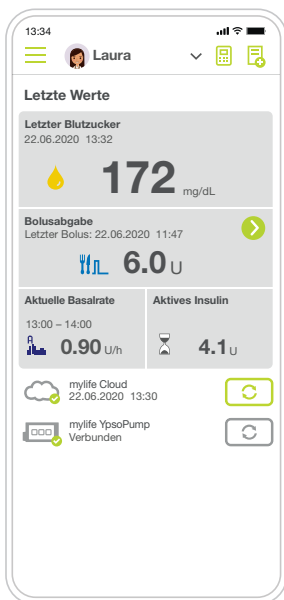 13:34
Laura
Letzte Werte
Letzter Blutzucker
22.06.2020 13:32
172 mg/dL
Bolusabgabe
Letzter Bolus: 22.06.2020 11:47
6.0 U
Aktuelle Basalrate
13:00 – 14:00
A
0.90 U/h
Aktives Insulin
4.1 U
mylife Cloud
22.06.2020 13:30
mylife YpsoPump
Verbunden